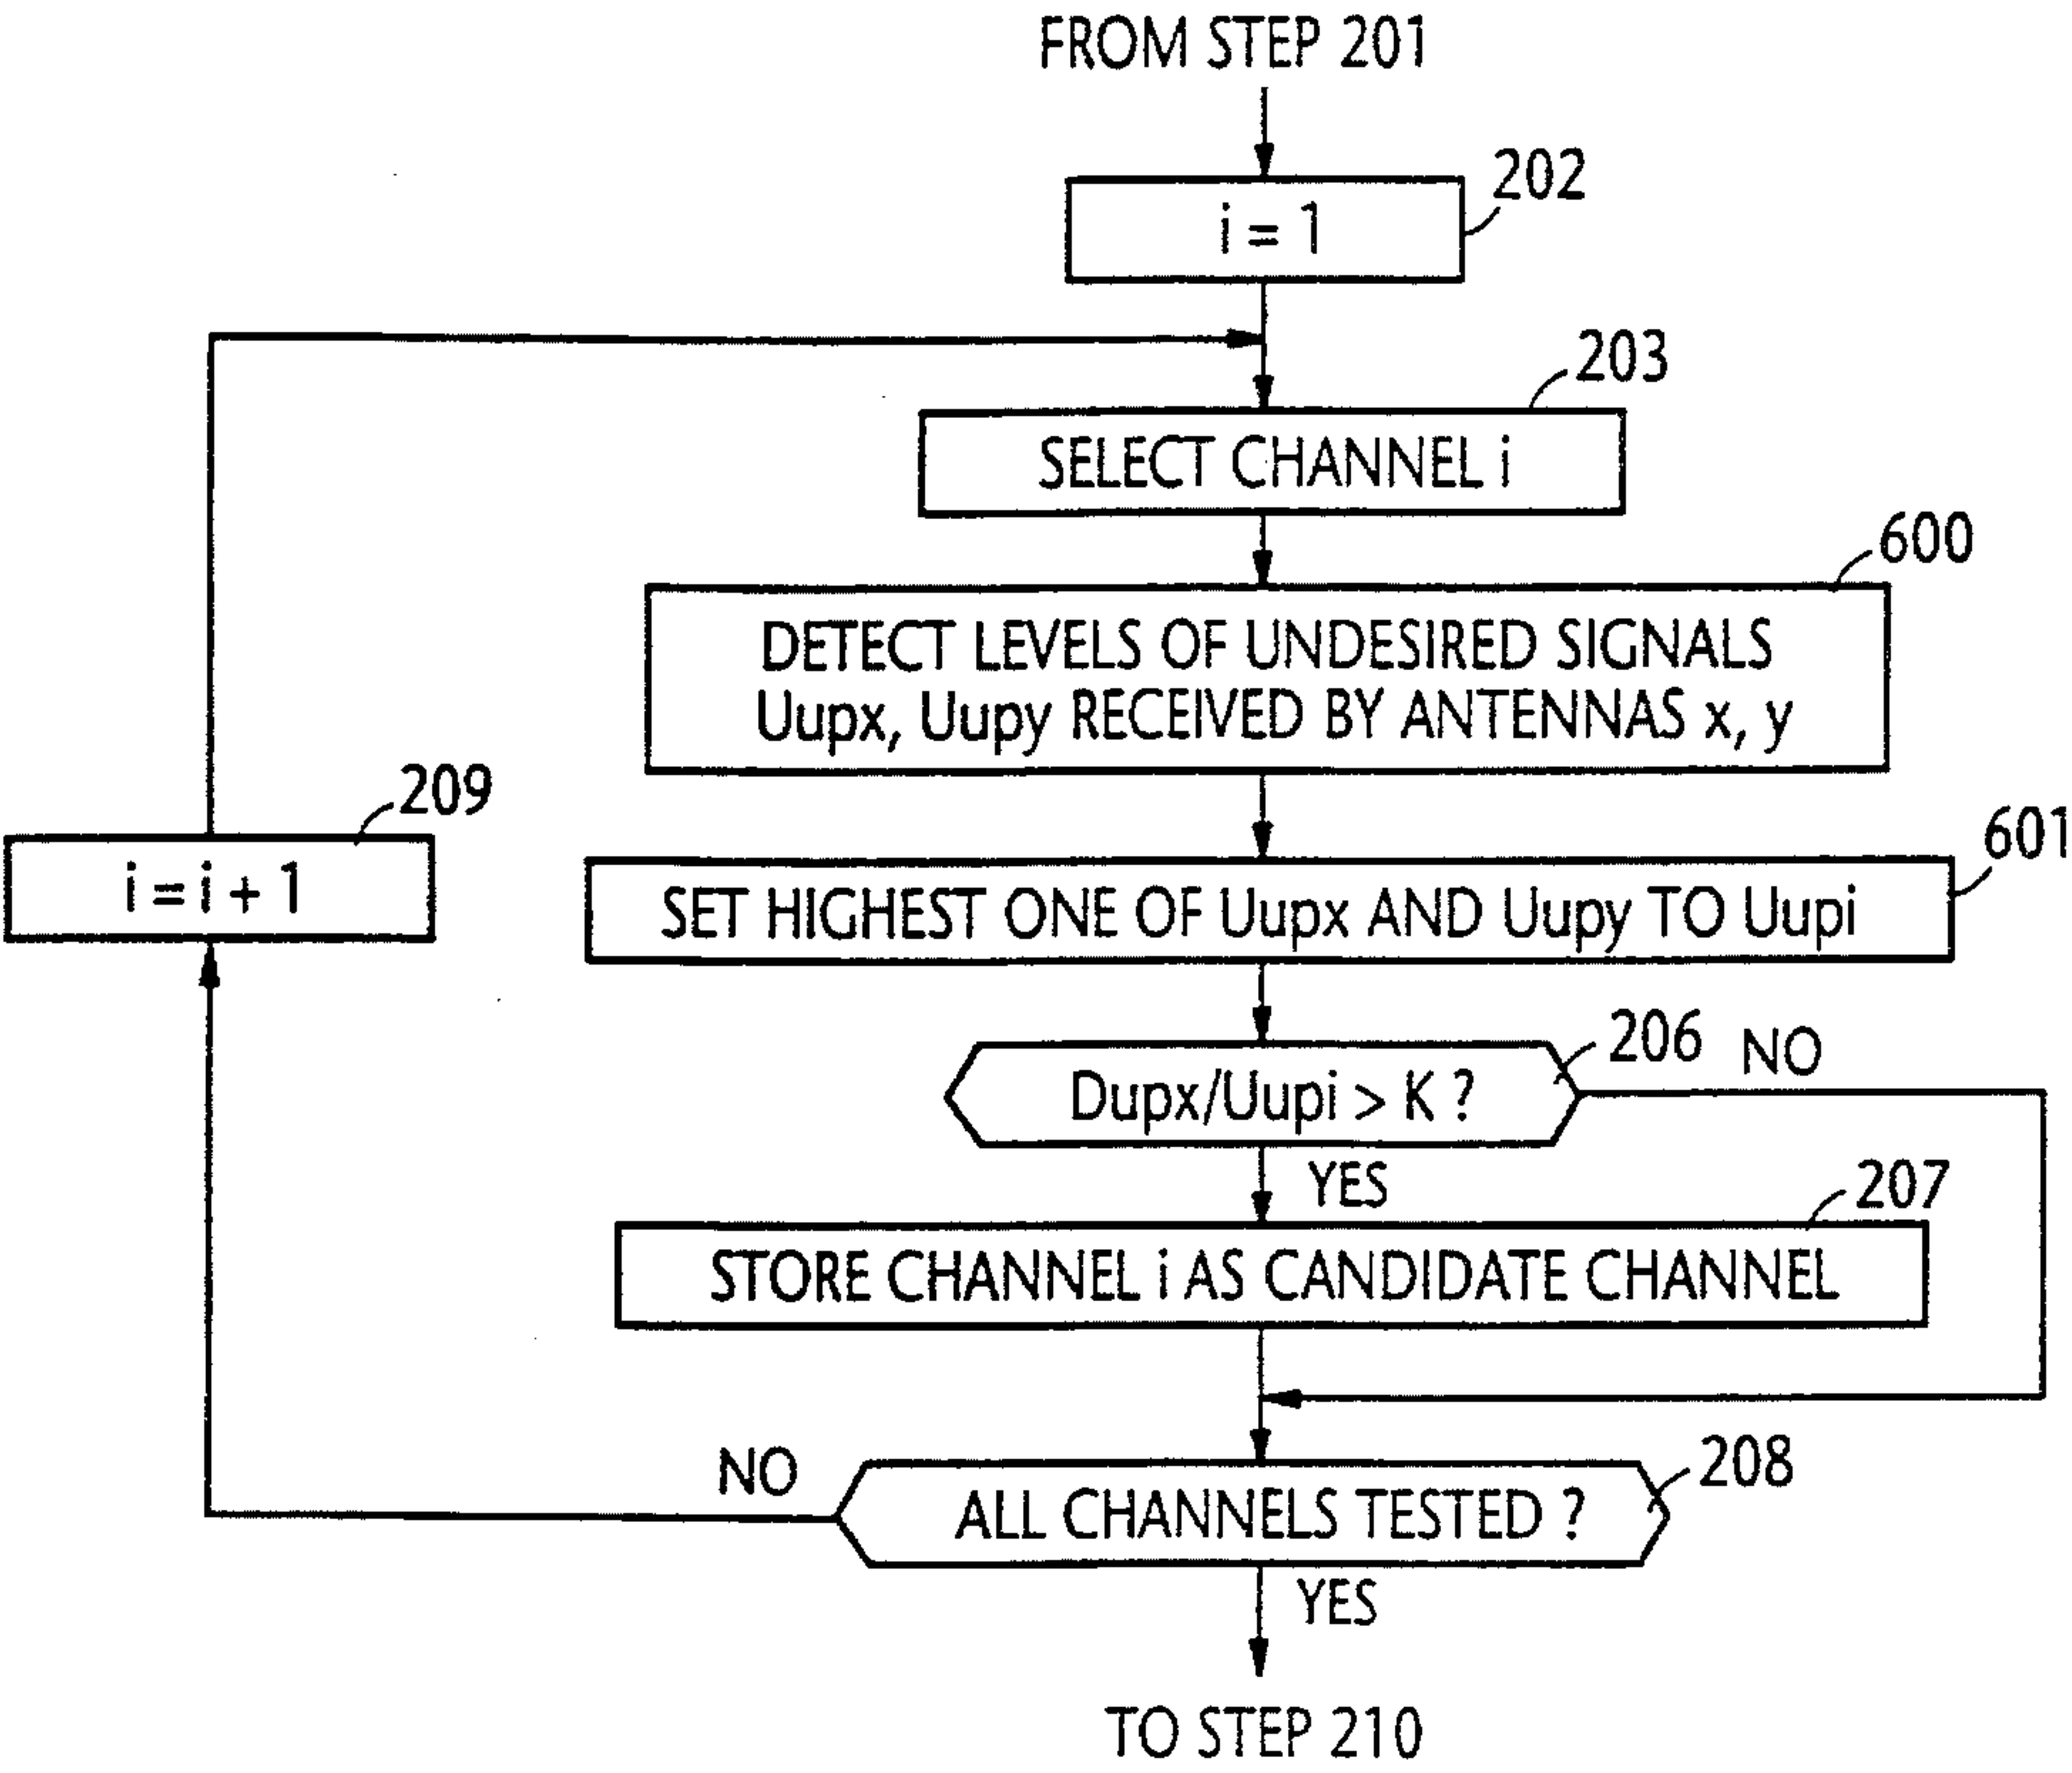 FROM STEP 201
202
i = 1
203
SELECT CHANNEL i
600
DETECT LEVELS OF UNDESIRED SIGNALS
Uupx, Uupy RECEIVED BY ANTENNAS x, y
209
i = i + 1
601
SET HIGHEST ONE OF Uupx AND Uupy TO Uupi
206
NO
Dupx/Uupi > K ?
YES
207
STORE CHANNEL i AS CANDIDATE CHANNEL
NO
208
ALL CHANNELS TESTED ?
YES
TO STEP 210